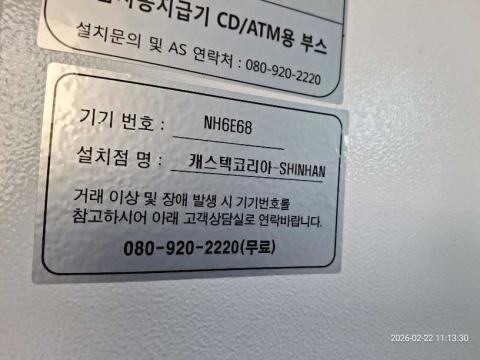 지급기 CD/ATM용 부스
설치문의 및 AS 연락처 : 080-920-2220
기기 번호 : NH6E68
설치점 명 : 캐스텍코리아-SHINHAN
거래 이상 및 장애 발생 시 기기번호를
참고하시어 아래 고객상담실로 연락바랍니다.
080-920-2220(무료)
2026-02-22 11:13:30